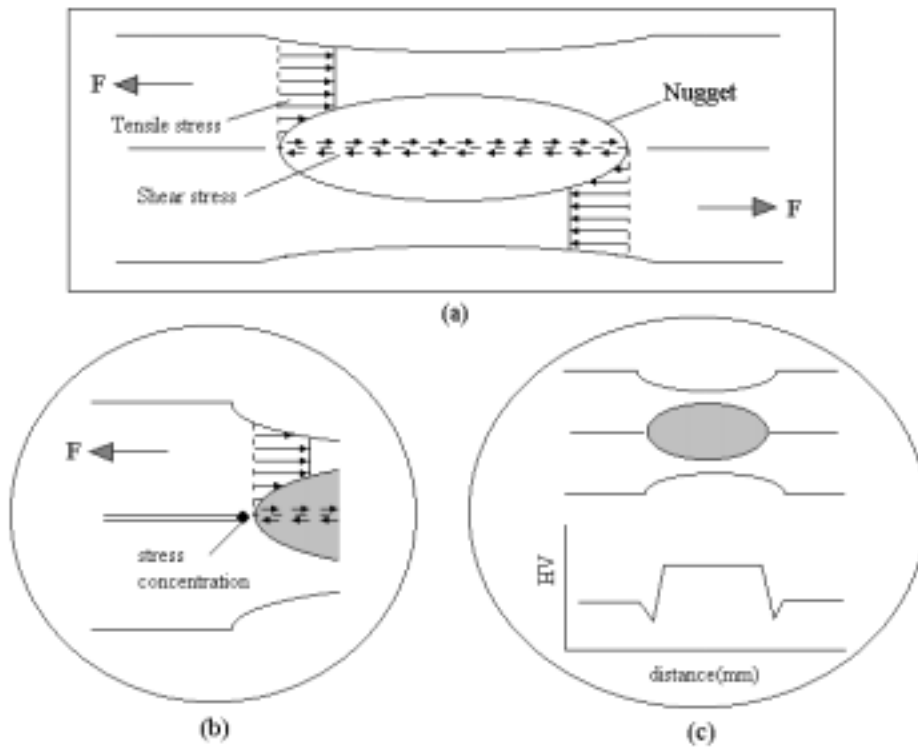 F
Tensile stress
Nugget
Shear stress
F
(a)
F
stress
concentration
(b)
HV
distance(mm)
(c)